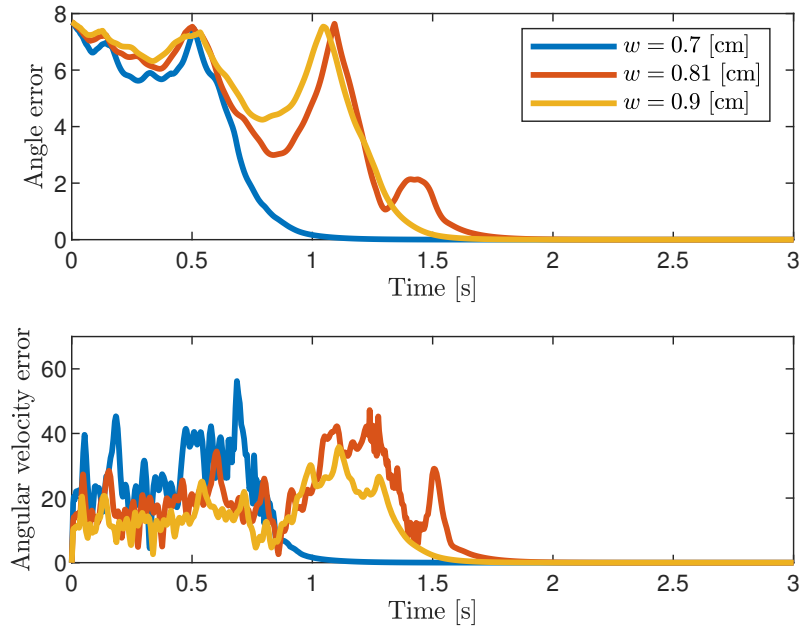 8
6
4
2
0
Angle error
w = 0.7 [cm]
w = 0.81 [cm]
w = 0.9 [cm]
0 0.5 1 1.5 2 2.5 3
Time [s]
60
40
20
0
Angular velocity error
0 0.5 1 1.5 2 2.5 3
Time [s]